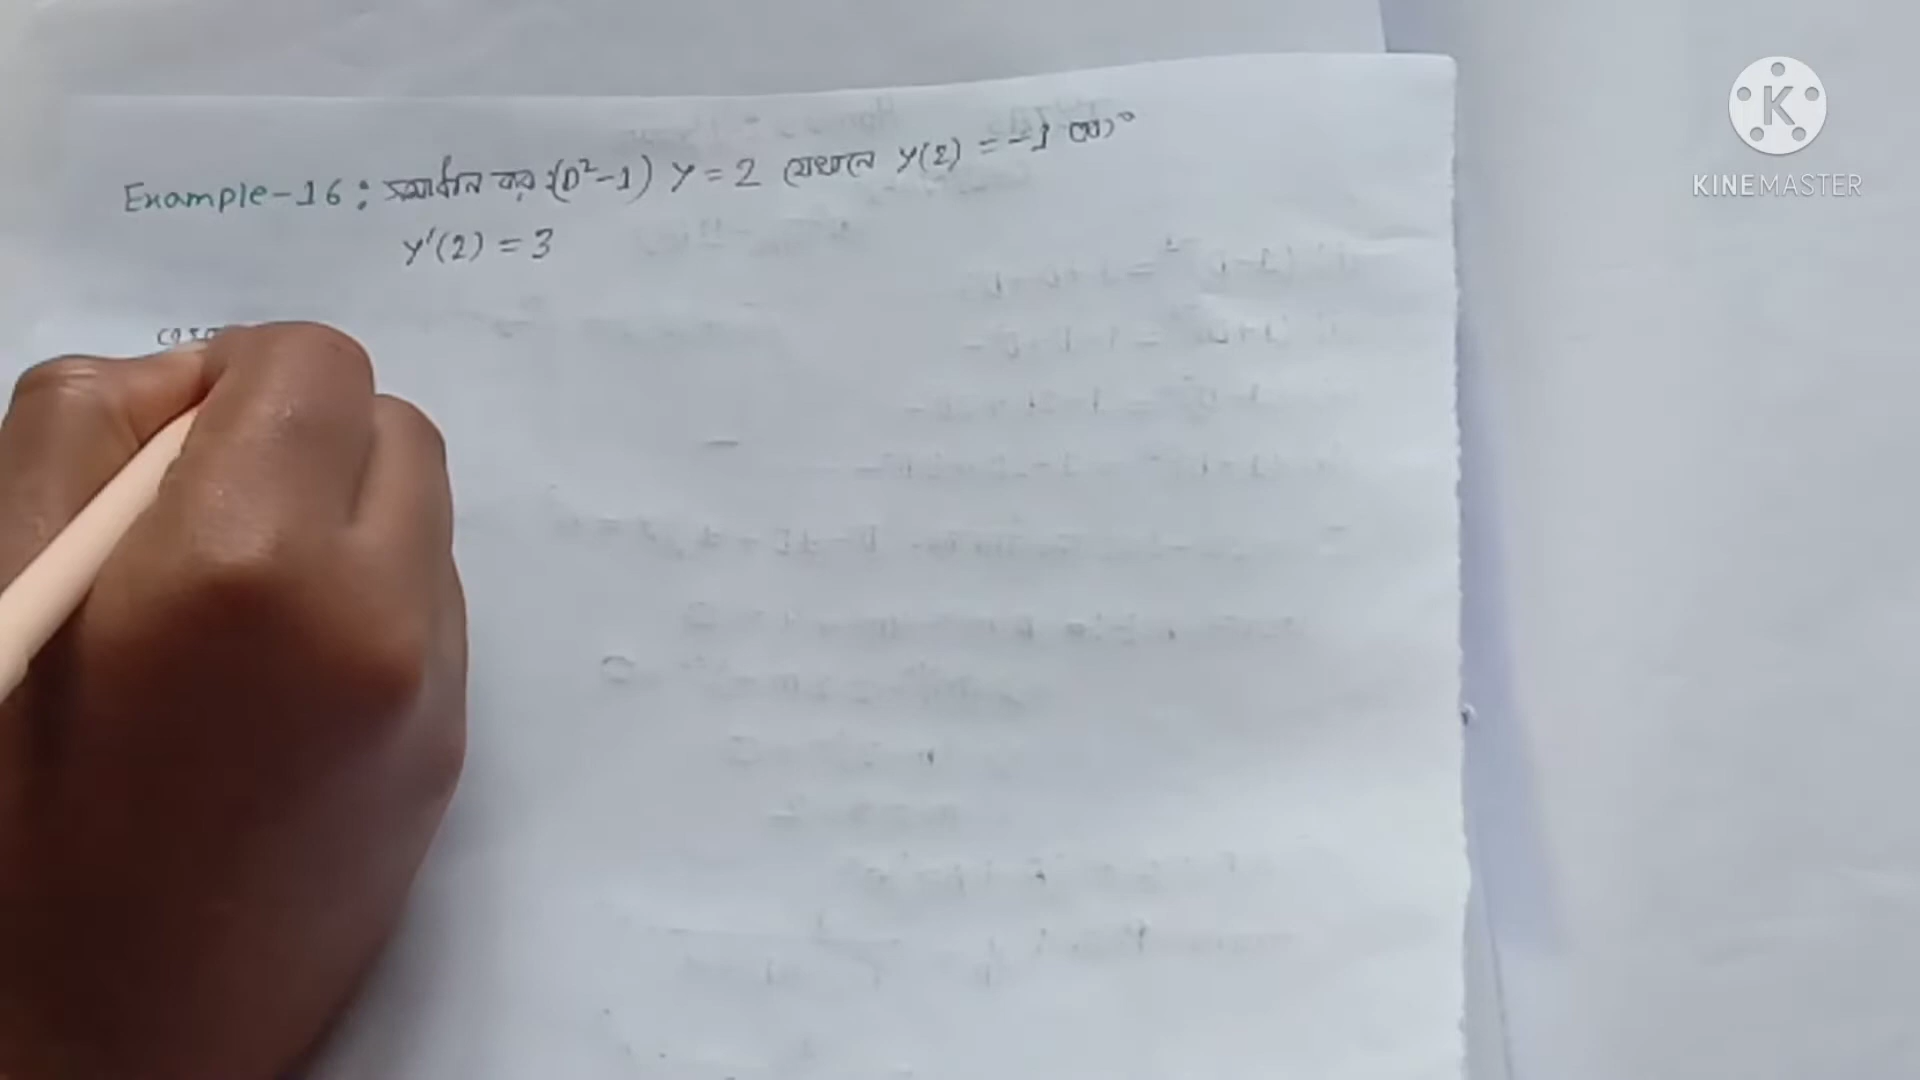 Example-16: সমাধান কর: (D²-1) y = 2 যেখানে y(2) = -1 এবং
y'(2) = 3
KINEMASTER